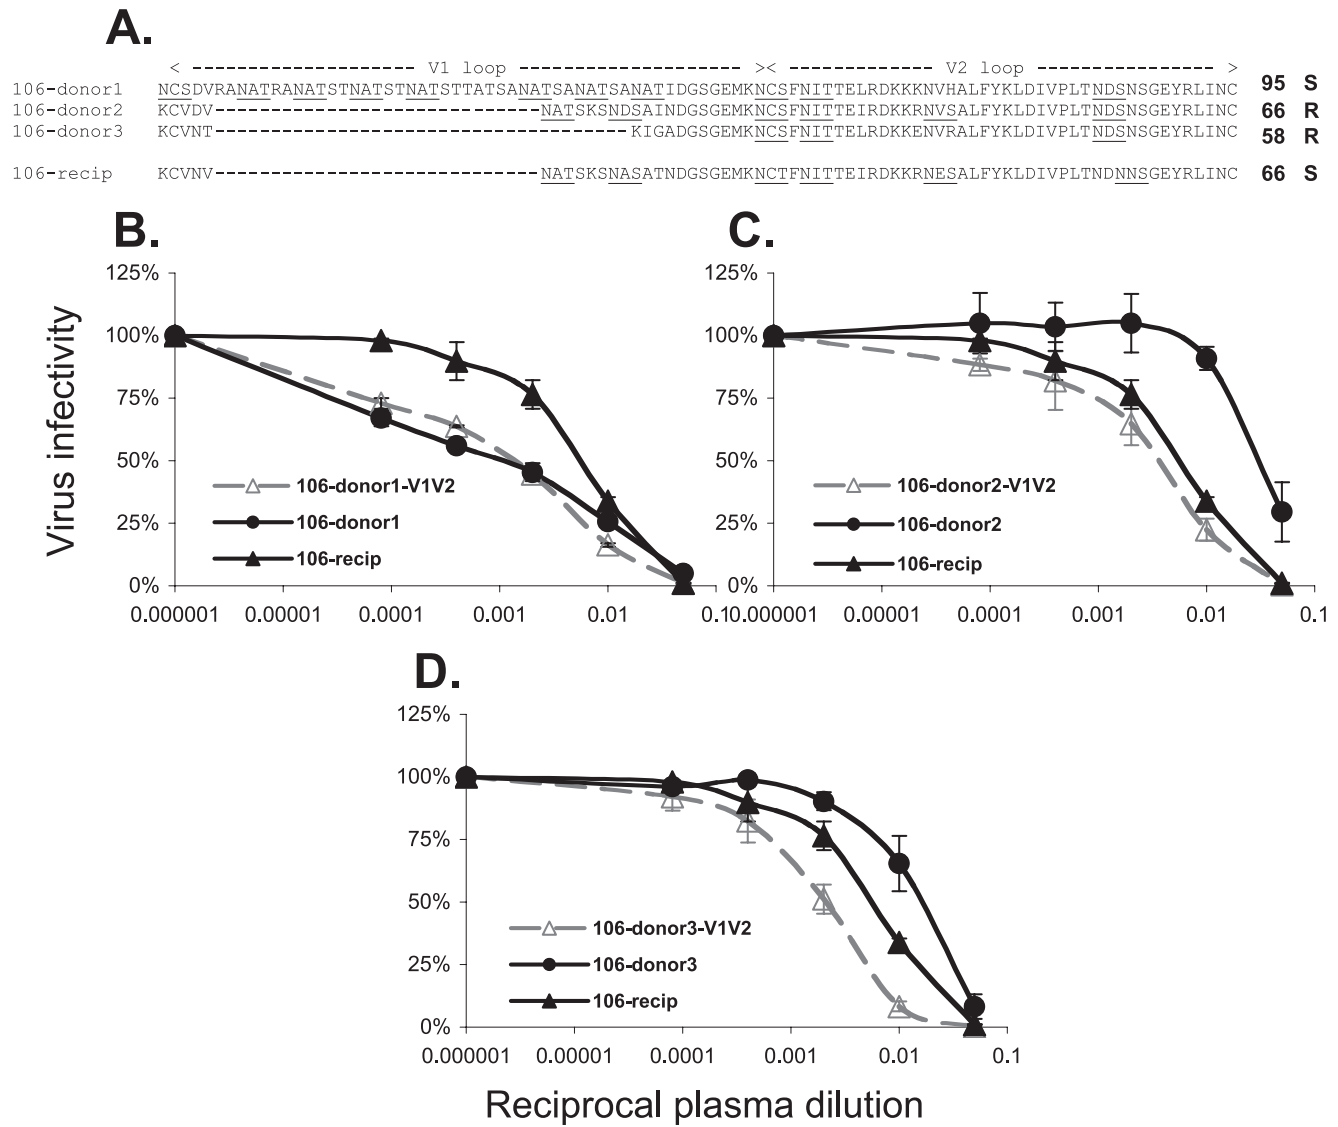 A.
< -------------------- V1 loop -------------------->< -------------- V2 loop ----------------- >
106-donor1 NCSDVRANATRANATSTNATSTNATSTTATSANATSANATSANATIDGSGEMKNCSFNITTELRDKKKNVHALFYKLDIVPLTNDSNSGEYRLINC 95 S
106-donor2 KCVDV-----------------------------NATSKSNDSAINDGSGEMKNCSFNITTEIRDKKRNVSALFYKLDIVPLTNDSNSGEYRLINC 66 R
106-donor3 KCVNT-------------------------------------KIGADGSGEMKNCSFNITTELRDKKENVRALFYKLDIVPLTNDSNSGEYRLINC 58 R
106-recip KCVNV-----------------------------NATSKSNASATNDGSGEMKNCTFNITTEIRDKKRNESALFYKLDIVPLTNDNNSGEYRLINC 66 S
B.
125%
100%
75%
50%
25%
0%
106-donor1-V1V2
106-donor1
106-recip
0.000001 0.00001 0.0001 0.001 0.01 0.1
C.
125%
100%
75%
50%
25%
0%
106-donor2-V1V2
106-donor2
106-recip
0.000001 0.00001 0.0001 0.001 0.01 0.1
Virus infectivity
D.
125%
100%
75%
50%
25%
0%
106-donor3-V1V2
106-donor3
106-recip
0.000001 0.00001 0.0001 0.001 0.01 0.1
Reciprocal plasma dilution